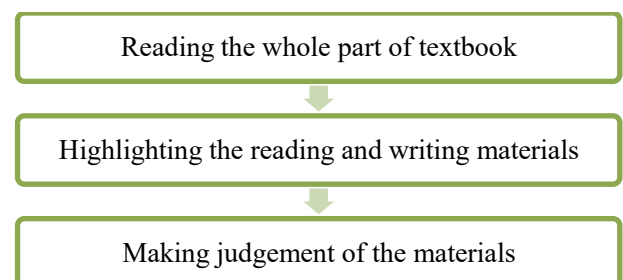 Reading the whole part of textbook
Highlighting the reading and writing materials
Making judgement of the materials